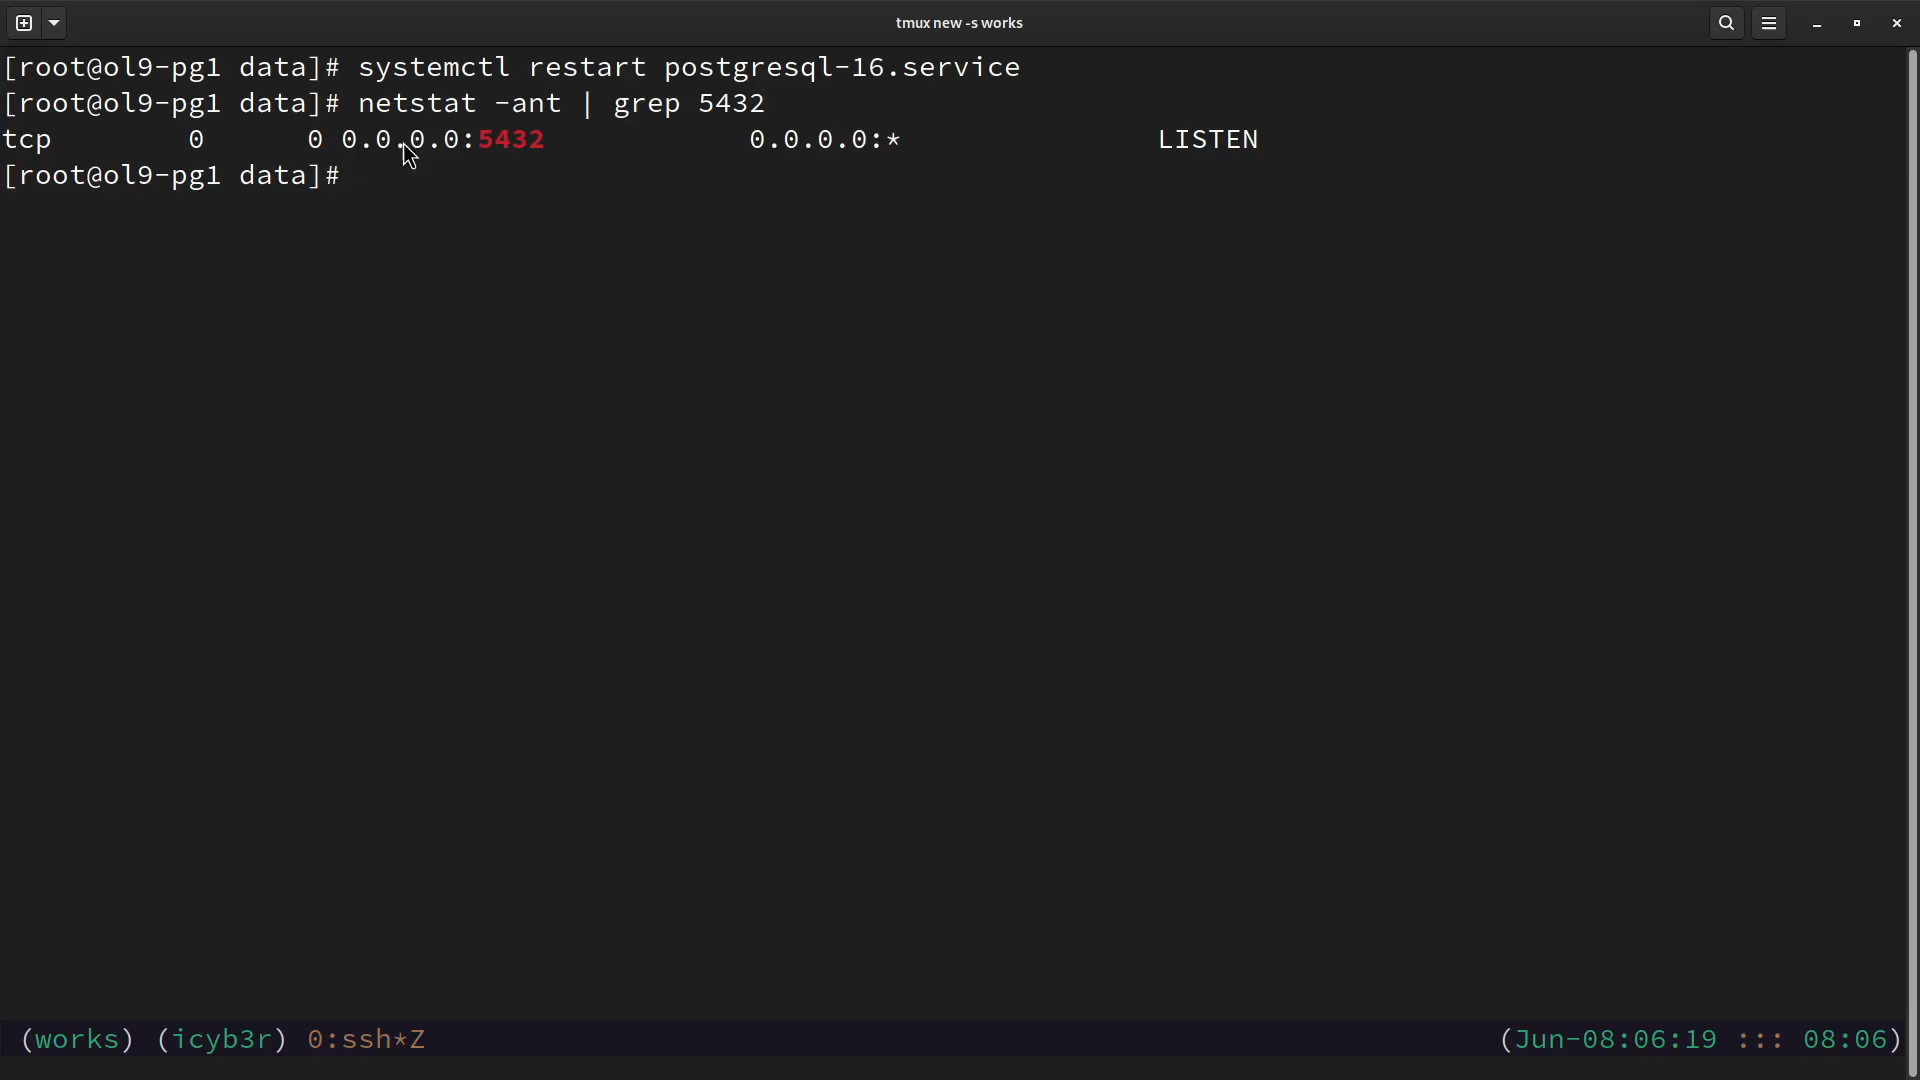 tmux new -s works
[root@ol9-pg1 data]# systemctl restart postgresql-16.service
[root@ol9-pg1 data]# netstat -ant | grep 5432
tcp        0      0 0.0.0.0:5432            0.0.0.0:*               LISTEN
[root@ol9-pg1 data]#
(works) (icyb3r) 0:ssh*Z (Jun-08:06:19 ::: 08:06)